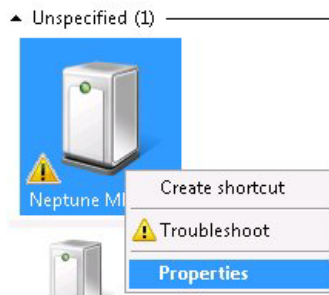 Unspecified (1)
Neptune
Create shortcut
Troubleshoot
Properties